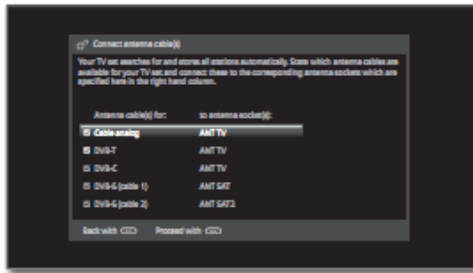 Connect antenna cable(s)
Your TV set searches for and stores all stations automatically. State which antenna cables are
available for your TV set and connect these to the corresponding antenna sockets which are
specified here in the right hand column.
Antenna cable(s) for: to antenna socket(s):
Cable analog ANT TV
DVB-T ANT TV
DVB-C ANT TV
DVB-S (cable 1) ANT SAT
DVB-S (cable 2) ANT SAT2
Back with Proceed with